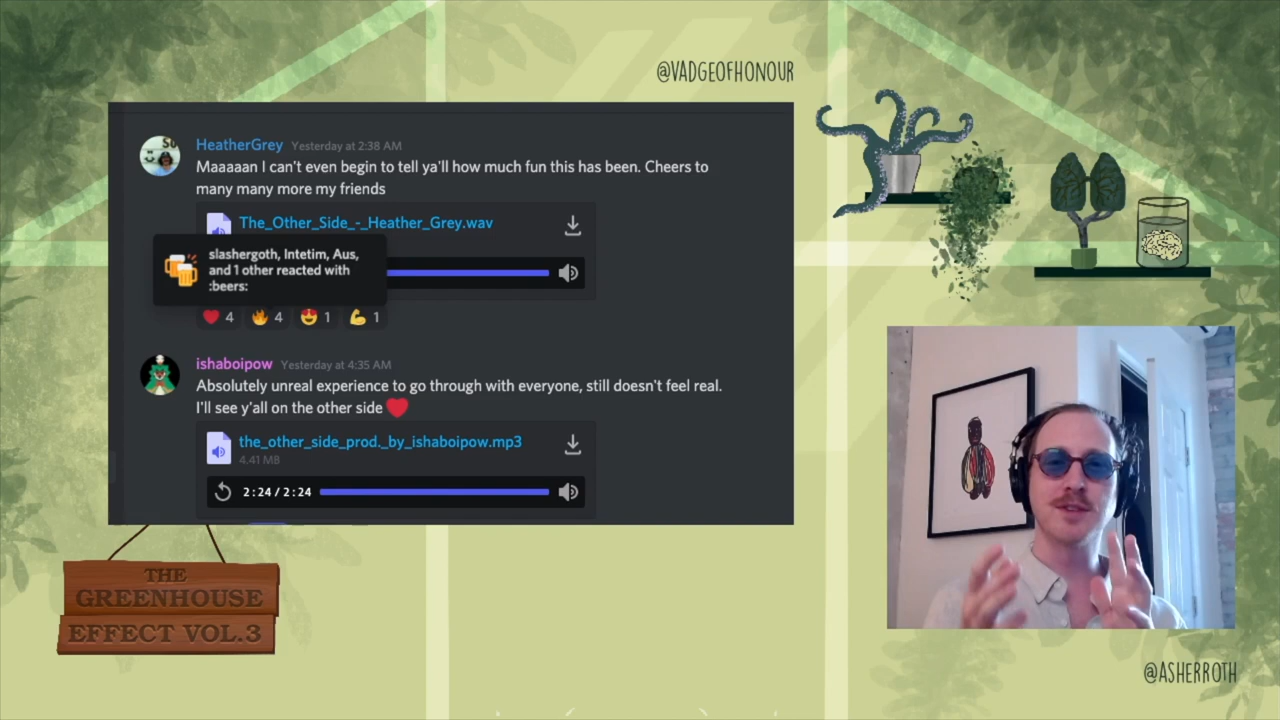 @VADGEOFHONOUR
HeatherGrey Yesterday at 2:38 AM
Maaaaan I can't even begin to tell ya'll how much fun this has been. Cheers to
many many more my friends
The_Other_Side_-_Heather_Grey.wav
slashergoth, Intetim, Aus,
and 1 other reacted with
:beers:
4 4 1 1
ishaboipow Yesterday at 4:35 AM
Absolutely unreal experience to go through with everyone, still doesn't feel real.
I'll see y'all on the other side
the_other_side_prod._by_ishaboipow.mp3
4.41 MB
2:24 / 2:24
THE
GREENHOUSE
EFFECT VOL.3
@ASHERROTH